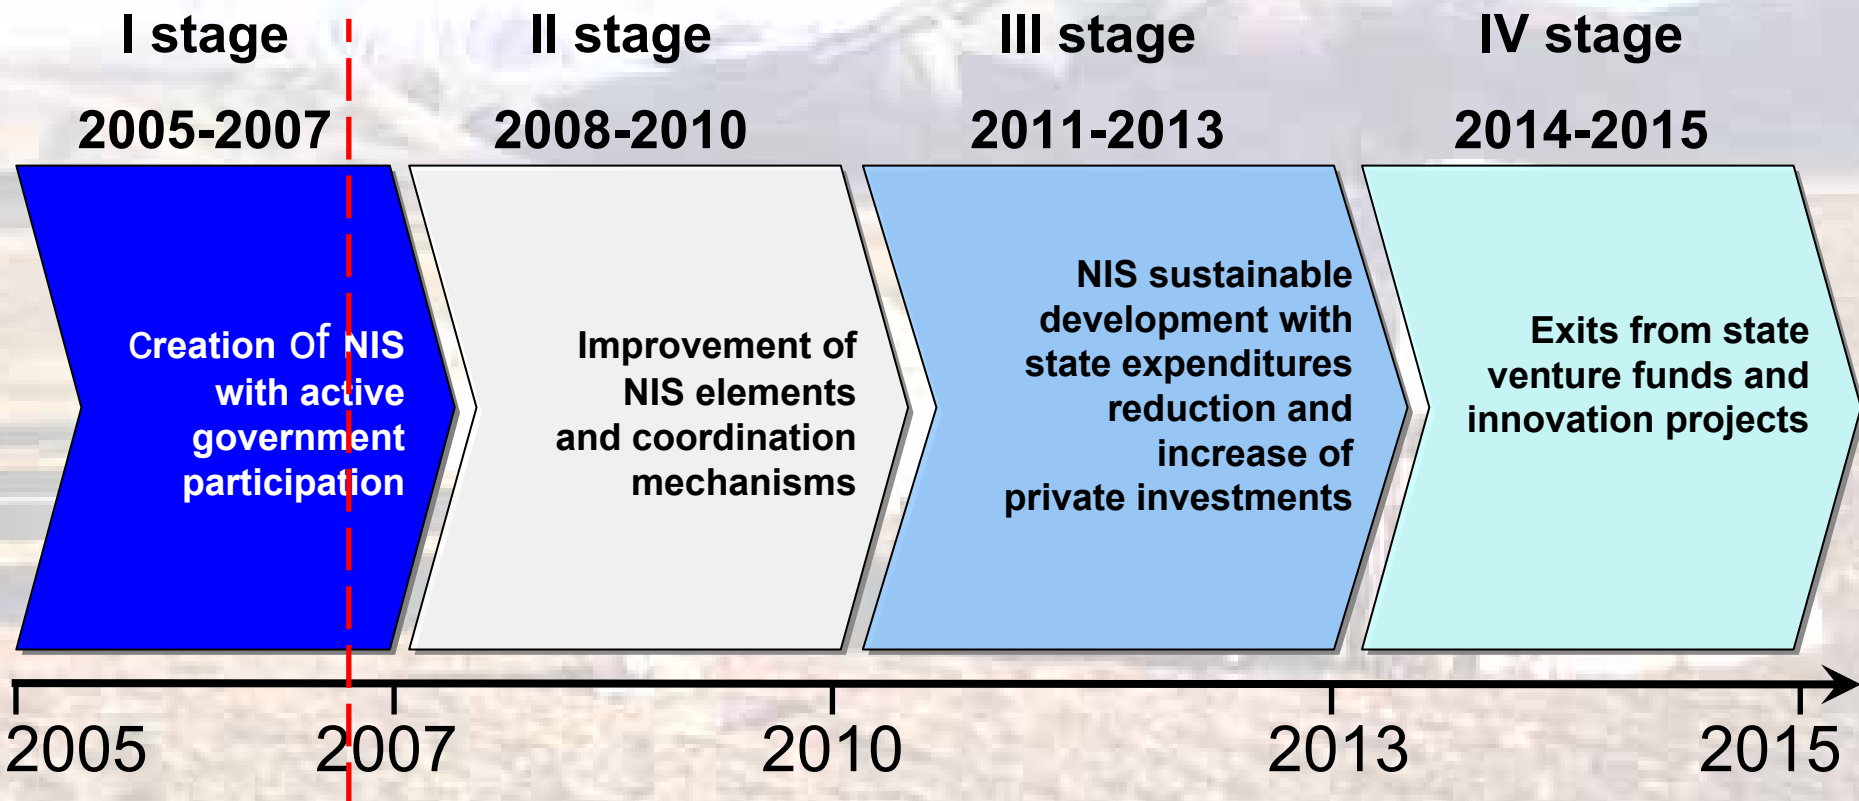 I stage
II stage
III stage
IV stage
2005-2007
2008-2010
2011-2013
2014-2015
Creation of NIS
with active
government
participation
Improvement of
NIS elements
and coordination
mechanisms
NIS sustainable
development with
state expenditures
reduction and
increase of
private investments
Exits from state
venture funds and
innovation projects
2005
2007
2010
2013
2015